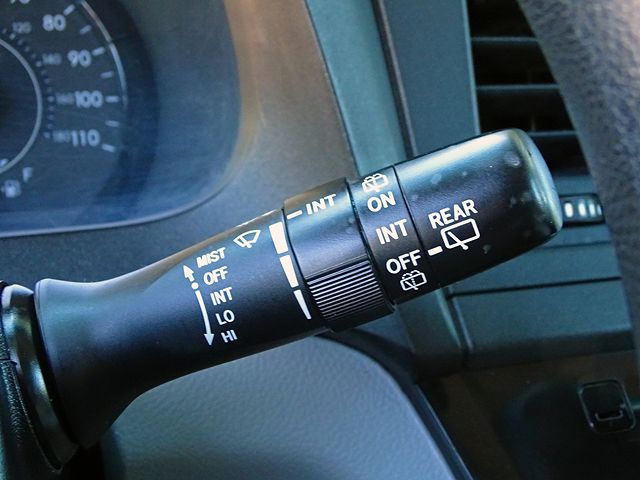 80
90
100
110
F
MIST
OFF
INT
LO
HI
INT
ON
INT
OFF
REAR